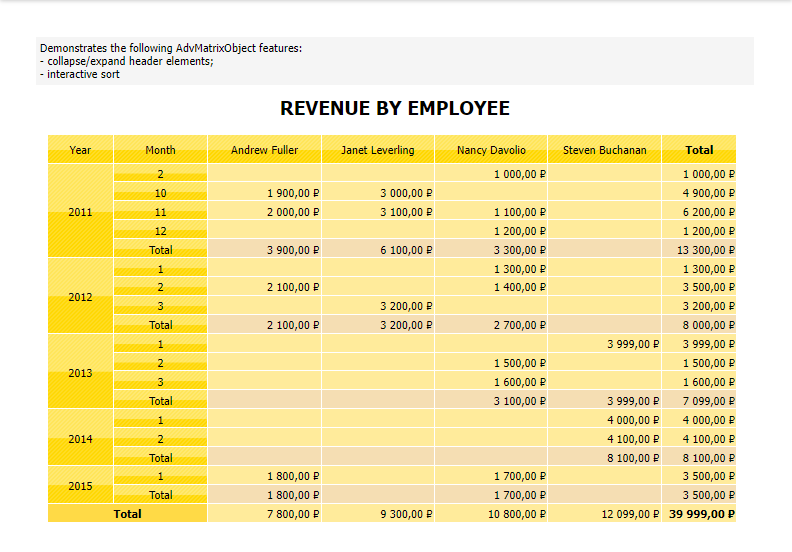 Demonstrates the following AdvMatrixObject features:
- collapse/expand header elements;
- interactive sort
REVENUE BY EMPLOYEE
Year Month Andrew Fuller Janet Leverling Nancy Davolio Steven Buchanan Total
2 1 000,00 ₽ 1 000,00 ₽
10 1 900,00 ₽ 3 000,00 ₽ 4 900,00 ₽
2011 11 2 000,00 ₽ 3 100,00 ₽ 1 100,00 ₽ 6 200,00 ₽
12 1 200,00 ₽ 1 200,00 ₽
Total 3 900,00 ₽ 6 100,00 ₽ 3 300,00 ₽ 13 300,00 ₽
1 1 300,00 ₽ 1 300,00 ₽
2 2 100,00 ₽ 1 400,00 ₽ 3 500,00 ₽
2012
3 3 200,00 ₽ 3 200,00 ₽
Total 2 100,00 ₽ 3 200,00 ₽ 2 700,00 ₽ 8 000,00 ₽
1 3 999,00 ₽ 3 999,00 ₽
2 1 500,00 ₽ 1 500,00 ₽
2013
3 1 600,00 ₽ 1 600,00 ₽
Total 3 100,00 ₽ 3 999,00 ₽ 7 099,00 ₽
1 4 000,00 ₽ 4 000,00 ₽
2014 2 4 100,00 ₽ 4 100,00 ₽
Total 8 100,00 ₽ 8 100,00 ₽
1 1 800,00 ₽ 1 700,00 ₽ 3 500,00 ₽
2015
Total 1 800,00 ₽ 1 700,00 ₽ 3 500,00 ₽
Total 7 800,00 ₽ 9 300,00 ₽ 10 800,00 ₽ 12 099,00 ₽ 39 999,00 ₽